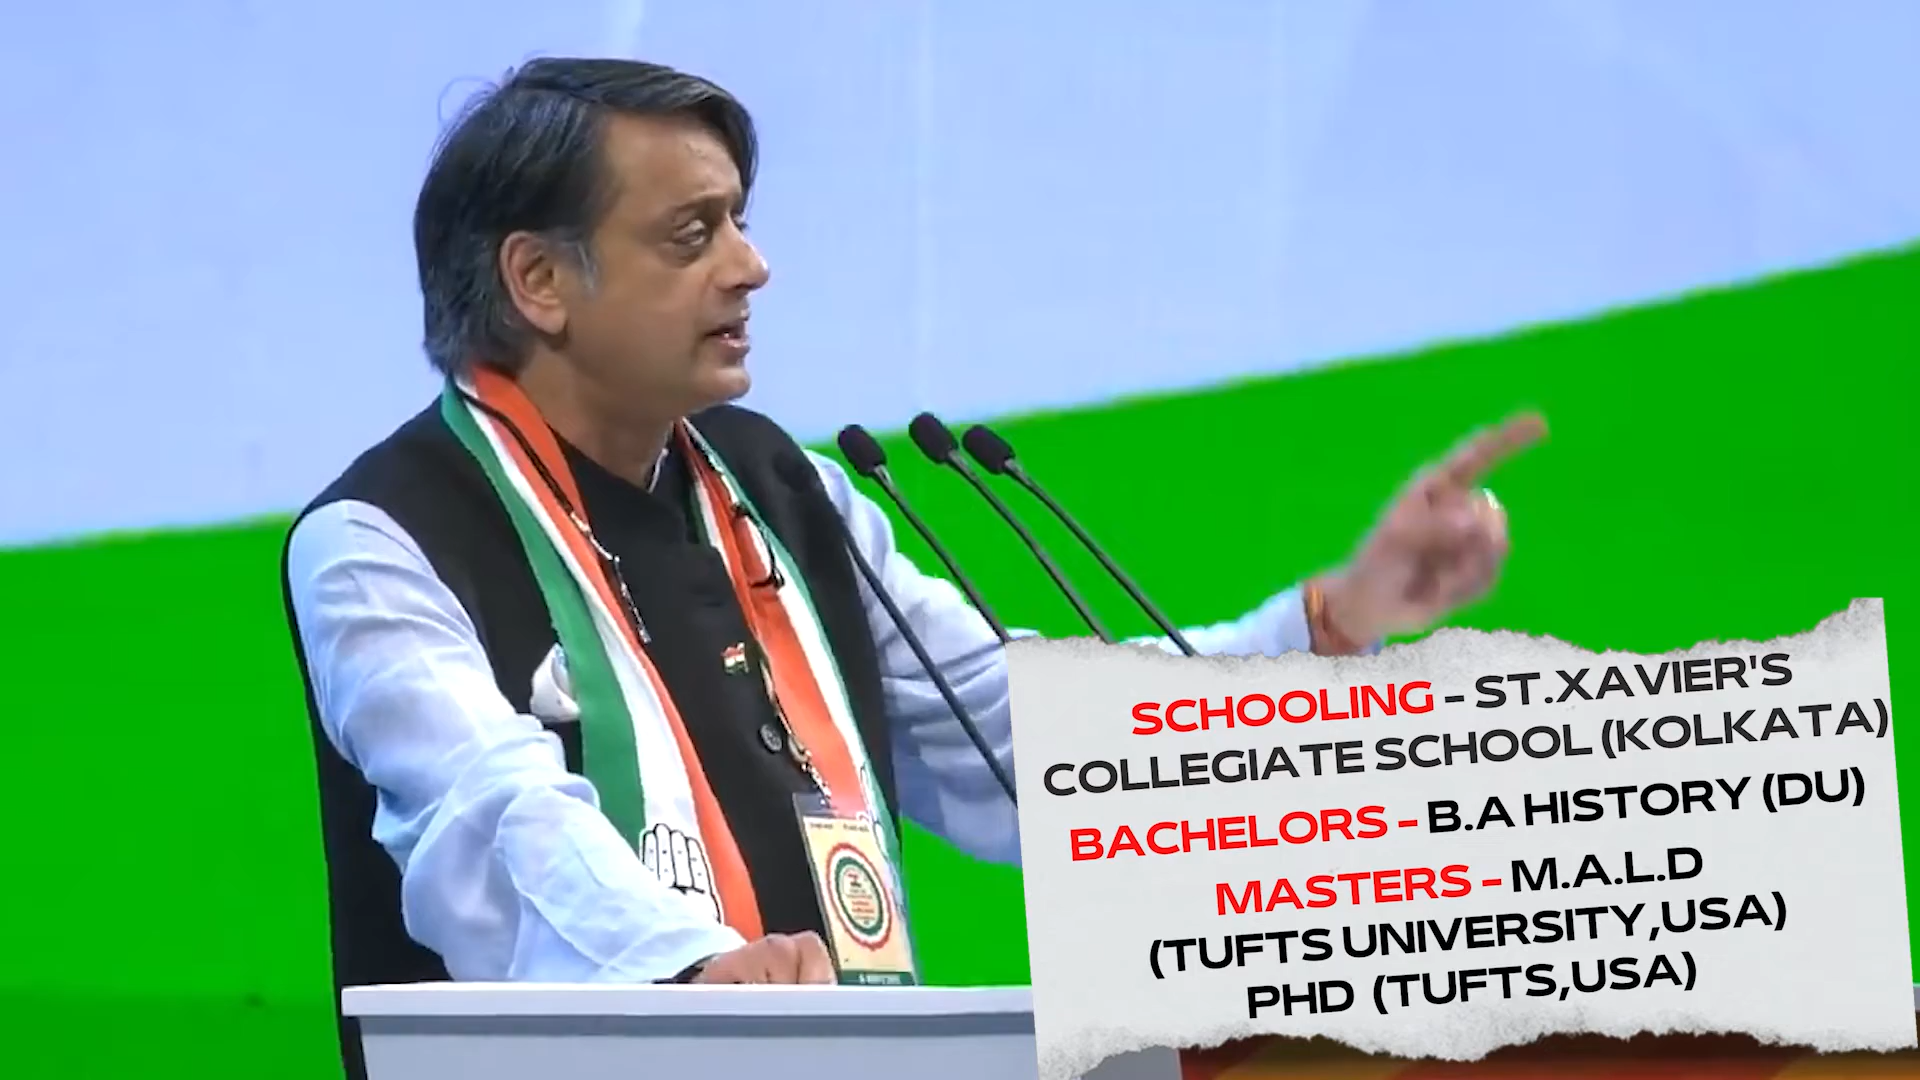 SCHOOLING - ST.XAVIER'S
COLLEGIATE SCHOOL (KOLKATA)
BACHELORS - B.A HISTORY (DU)
MASTERS - M.A.L.D
(TUFTS UNIVERSITY,USA)
PHD (TUFTS,USA)